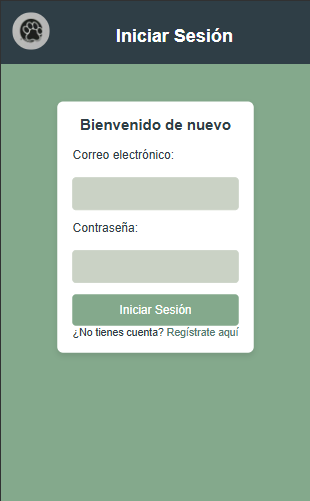 Iniciar Sesión
Bienvenido de nuevo
Correo electrónico:
Contraseña:
Iniciar Sesión
¿No tienes cuenta? Regístrate aquí